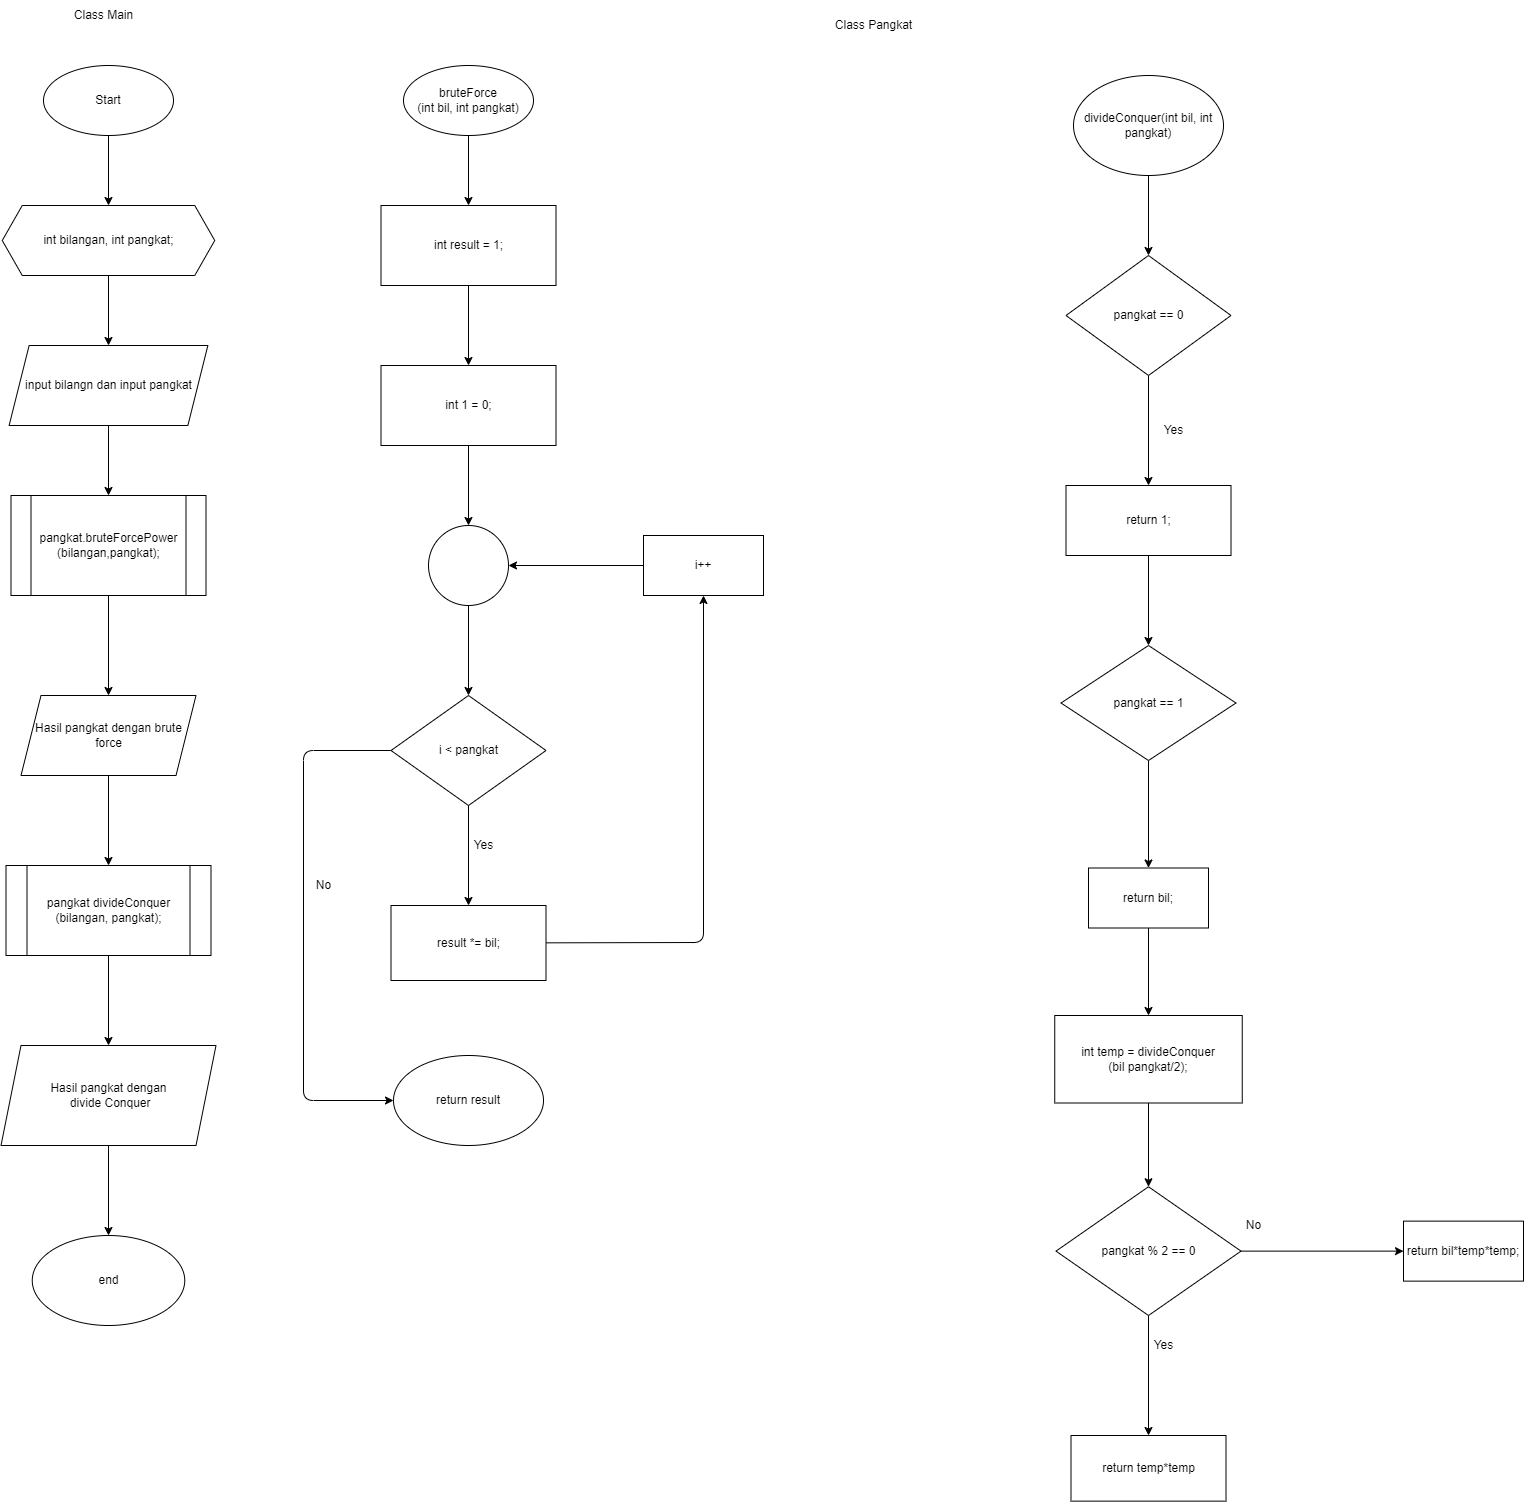 Class Main
Class Pangkat
Start
int bilangan, int pangkat;
input bilangn dan input pangkat
pangkat.bruteForcePower
(bilangan,pangkat);
Hasil pangkat dengan brute
force
pangkat divideConquer
(bilangan, pangkat);
Hasil pangkat dengan
divide Conquer
end
bruteForce
(int bil, int pangkat)
int result = 1;
int 1 = 0;
i++
i < pangkat
Yes
No
result *= bil;
return result
divideConquer(int bil, int
pangkat)
pangkat == 0
Yes
return 1;
pangkat == 1
return bil;
int temp = divideConquer
(bil pangkat/2);
pangkat % 2 == 0
No
return bil*temp*temp;
Yes
return temp*temp